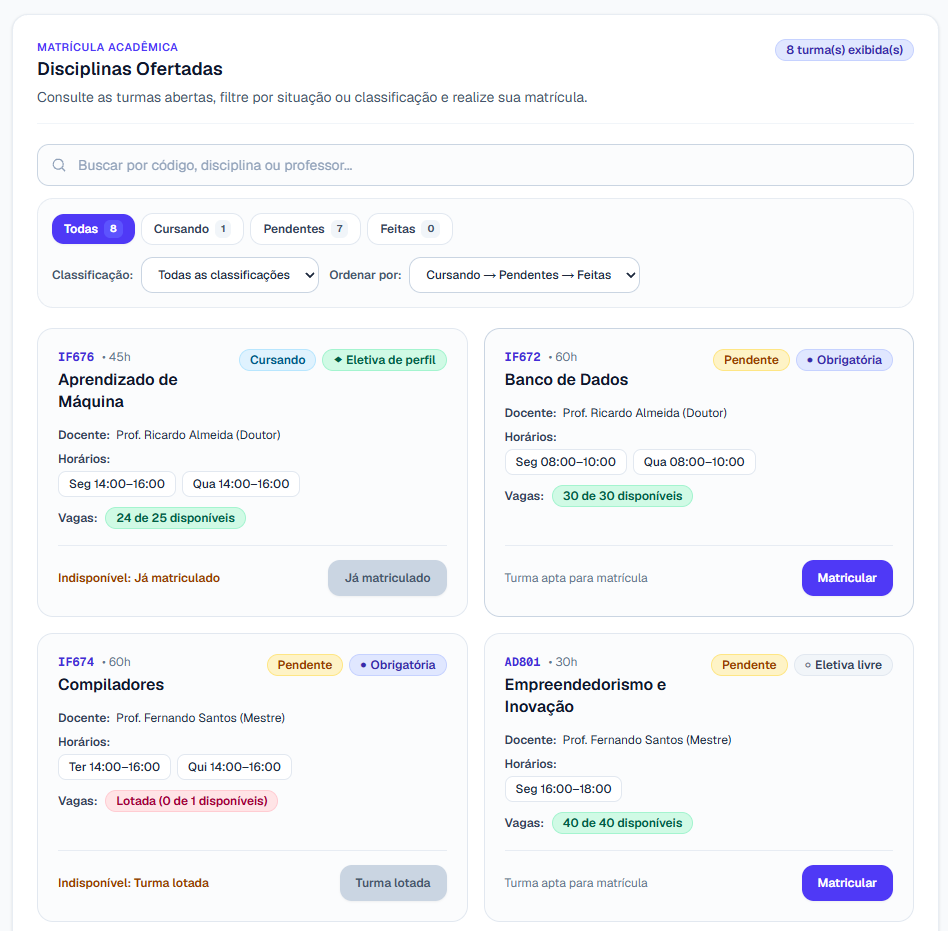 MATRÍCULA ACADÊMICA
8 turma(s) exibida(s)
Disciplinas Ofertadas
Consulte as turmas abertas, filtre por situação ou classificação e realize sua matrícula.
Buscar por código, disciplina ou professor...
Todas 8 Cursando 1 Pendentes 7 Feitas 0
Classificação: Todas as classificações Ordenar por: Cursando → Pendentes → Feitas
IF676 • 45h Cursando ◆ Eletiva de perfil
Aprendizado de
Máquina
Docente: Prof. Ricardo Almeida (Doutor)
Horários:
Seg 14:00–16:00 Qua 14:00–16:00
Vagas: 24 de 25 disponíveis
Indisponível: Já matriculado Já matriculado
IF672 • 60h Pendente ● Obrigatória
Banco de Dados
Docente: Prof. Ricardo Almeida (Doutor)
Horários:
Seg 08:00–10:00 Qua 08:00–10:00
Vagas: 30 de 30 disponíveis
Turma apta para matrícula Matricular
IF674 • 60h Pendente ● Obrigatória
Compiladores
Docente: Prof. Fernando Santos (Mestre)
Horários:
Ter 14:00–16:00 Qui 14:00–16:00
Vagas: Lotada (0 de 1 disponíveis)
Indisponível: Turma lotada Turma lotada
AD801 • 30h Pendente ○ Eletiva livre
Empreendedorismo e
Inovação
Docente: Prof. Fernando Santos (Mestre)
Horários:
Seg 16:00–18:00
Vagas: 40 de 40 disponíveis
Turma apta para matrícula Matricular